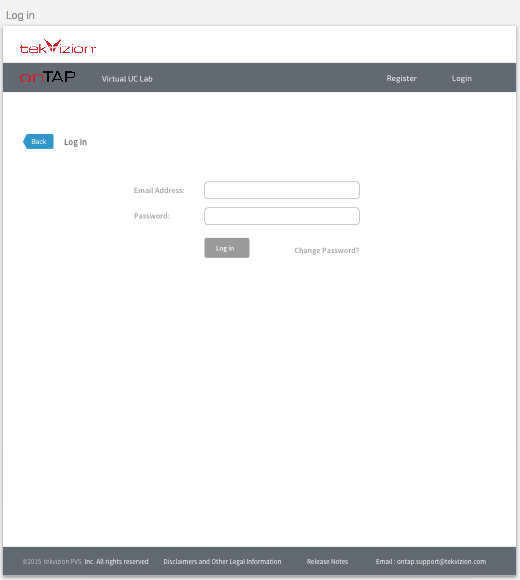 Log in
tekVizion
onTAP Virtual UC Lab Register Login
Back Log in
Email Address:
Password:
Log in Change Password?
©2015 tekvizion PVS, Inc. All rights reserved Disclaimers and Other Legal Information Release Notes Email : ontap.support@tekvizion.com